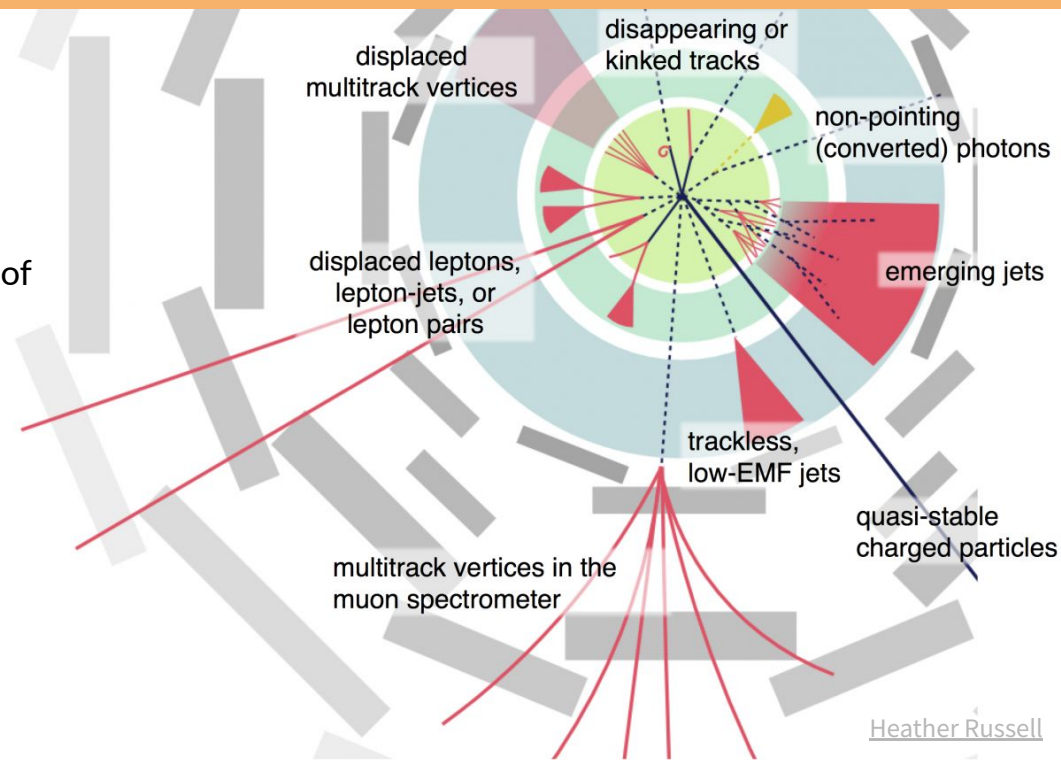 disappearing or
kinked tracks
displaced
multitrack vertices
non-pointing
(converted) photons
of
displaced leptons,
lepton-jets, or
lepton pairs
emerging jets
trackless,
low-EMF jets
quasi-stable
charged particles
multitrack vertices in the
muon spectrometer
Heather Russell